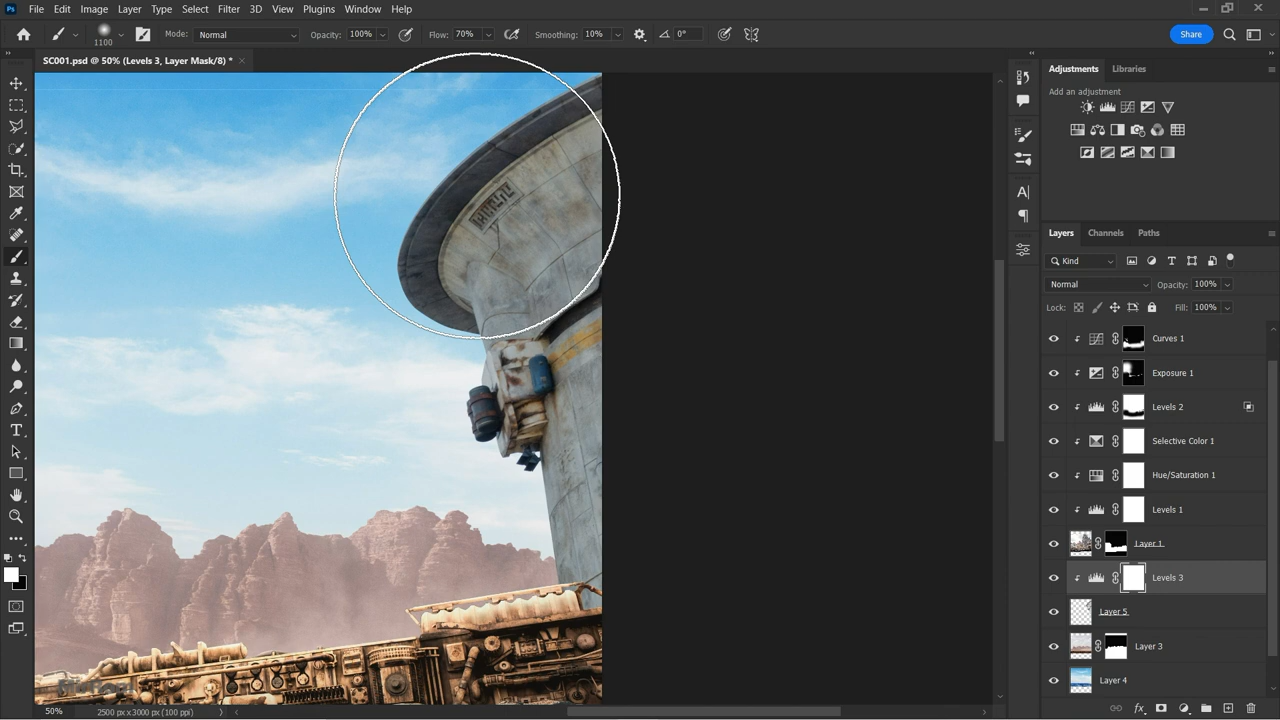 Ps File Edit Image Layer Type Select Filter 3D View Plugins Window Help
1100 Mode: Normal Opacity: 100% Flow: 70% Smoothing: 10% 0° Share
SC001.psd @ 50% (Levels 3, Layer Mask/8) *
Adjustments Libraries
Add an adjustment
Layers Channels Paths
Kind
Normal Opacity: 100%
Lock: Fill: 100%
Curves 1
Exposure 1
Levels 2
Selective Color 1
Hue/Saturation 1
Levels 1
Layer 1
Levels 3
Layer 5
Layer 3
Layer 4
50% 2500 px x 3000 px (100 ppi)